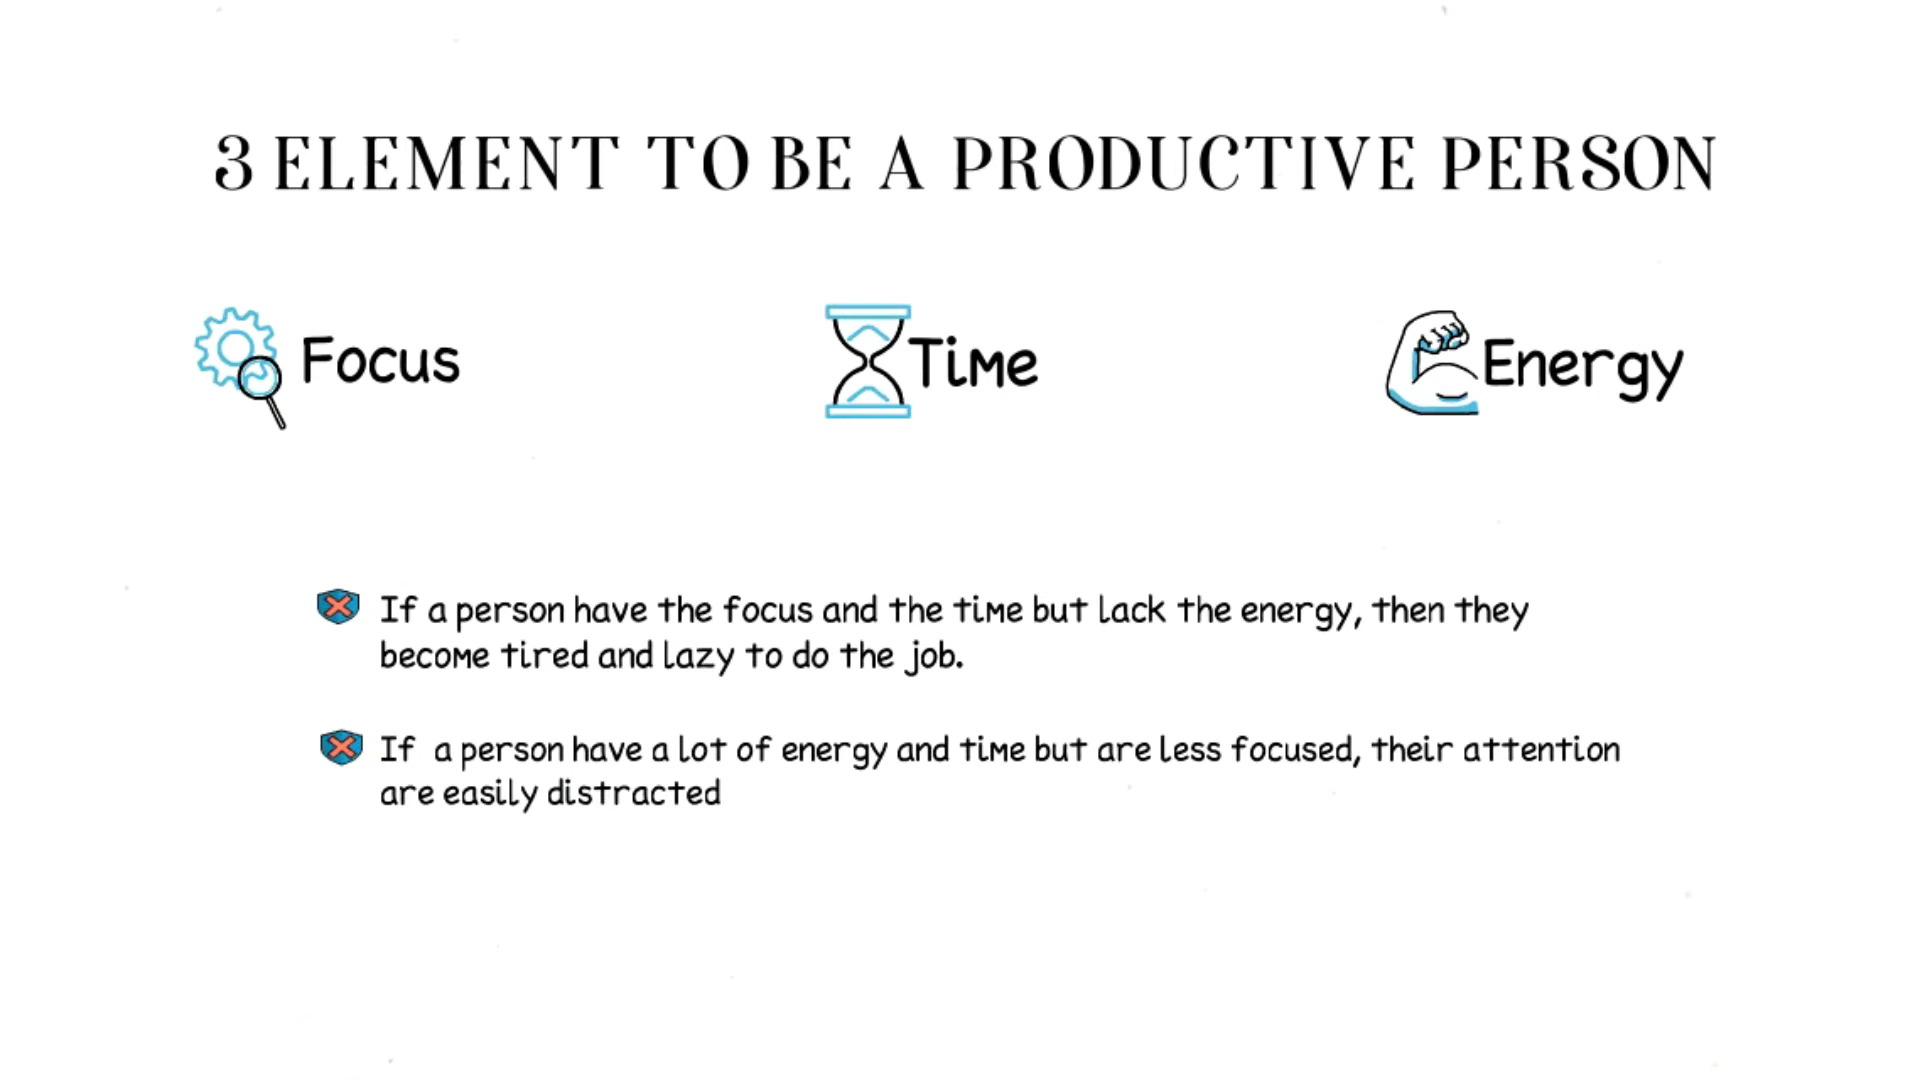 3 ELEMENT TO BE A PRODUCTIVE PERSON
Focus
Time
Energy
If a person have the focus and the time but lack the energy, then they
become tired and lazy to do the job.
If a person have a lot of energy and time but are less focused, their attention
are easily distracted